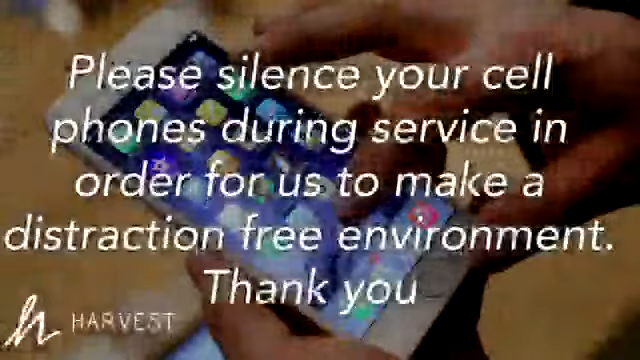 Please silence your cell
phones during service in
order for us to make a
distraction free environment.
Thank you
h HARVEST